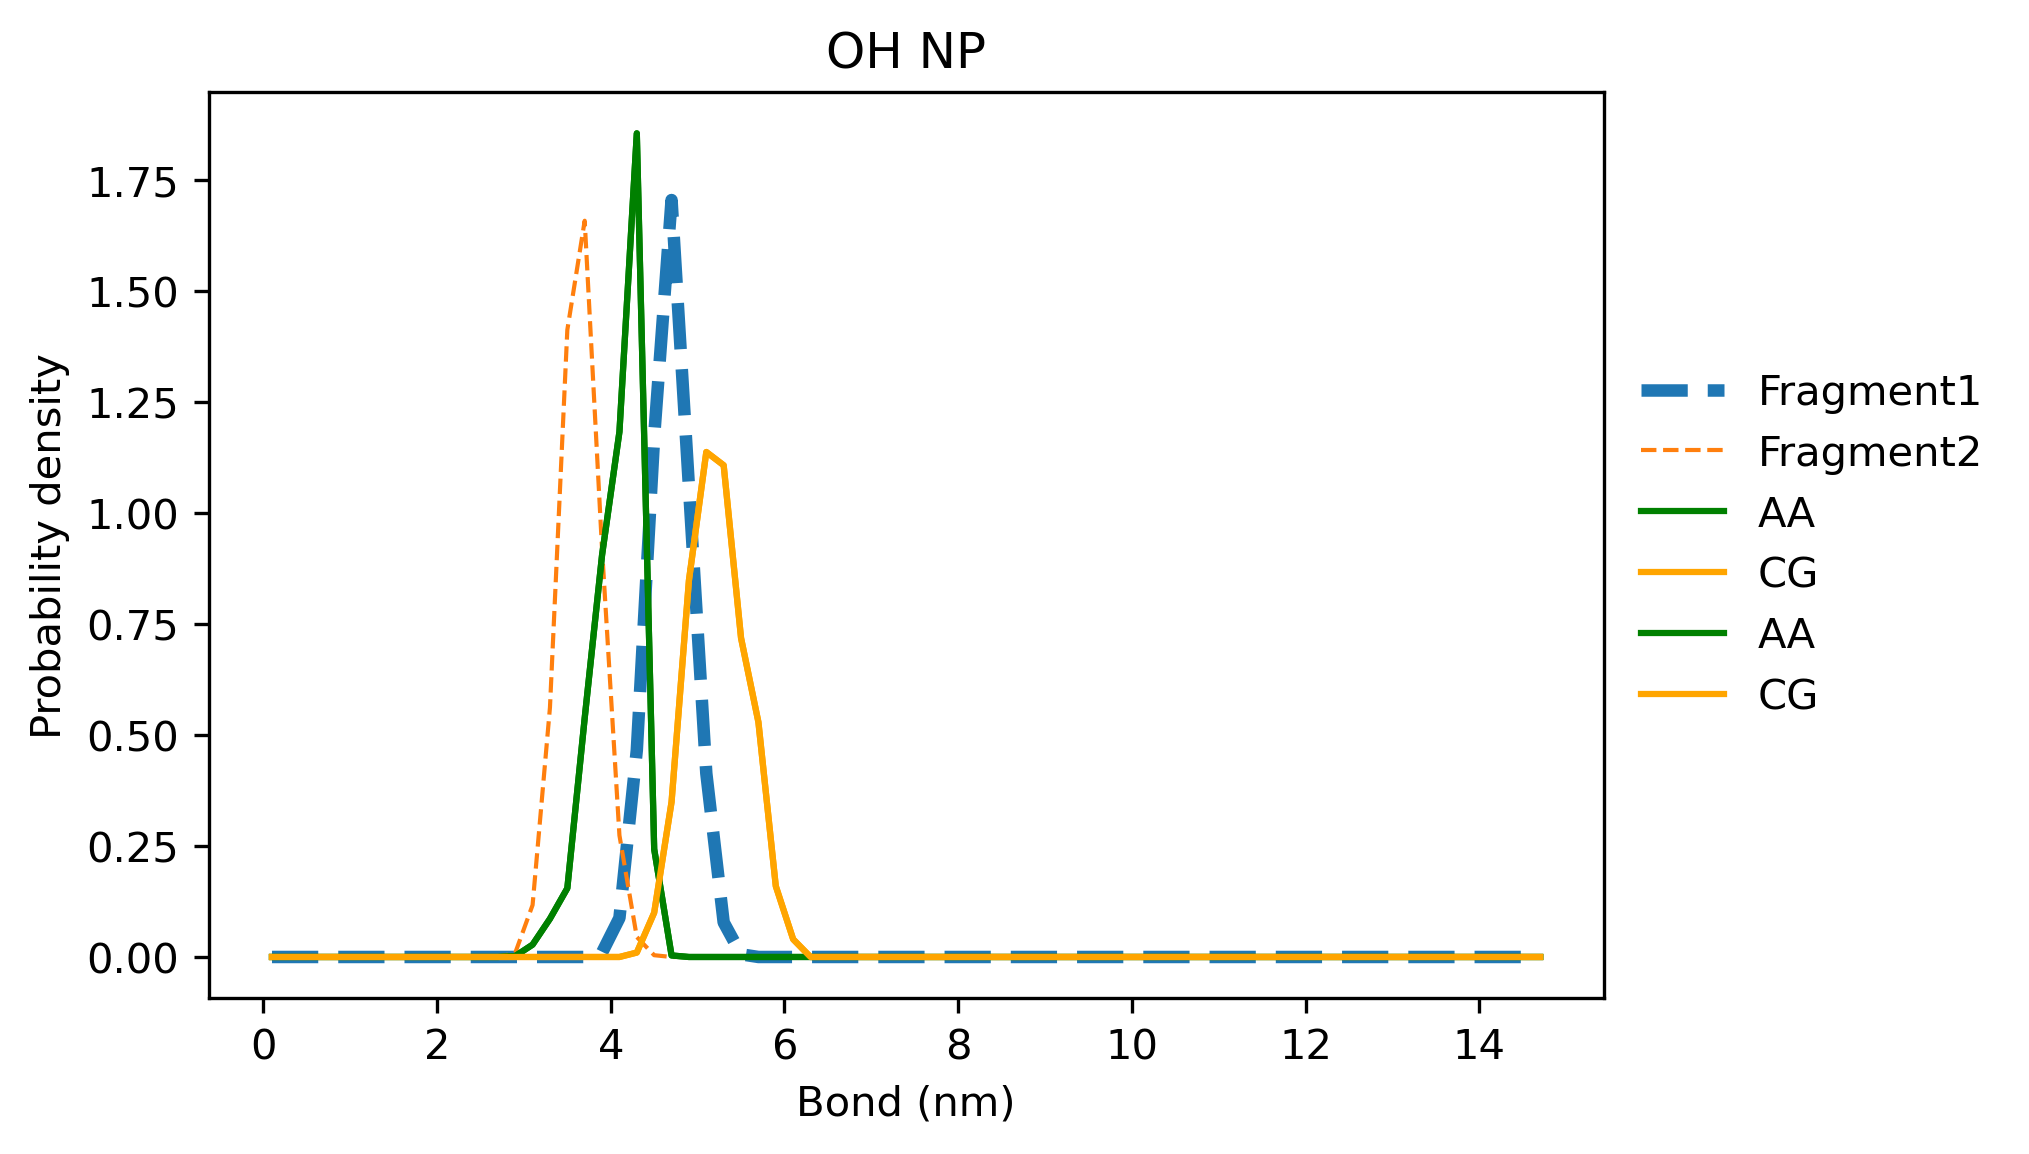 OH NP
Probability density
1.75
1.50
1.25
1.00
0.75
0.50
0.25
0.00
0 2 4 6 8 10 12 14
Bond (nm)
Fragment1
Fragment2
AA
CG
AA
CG